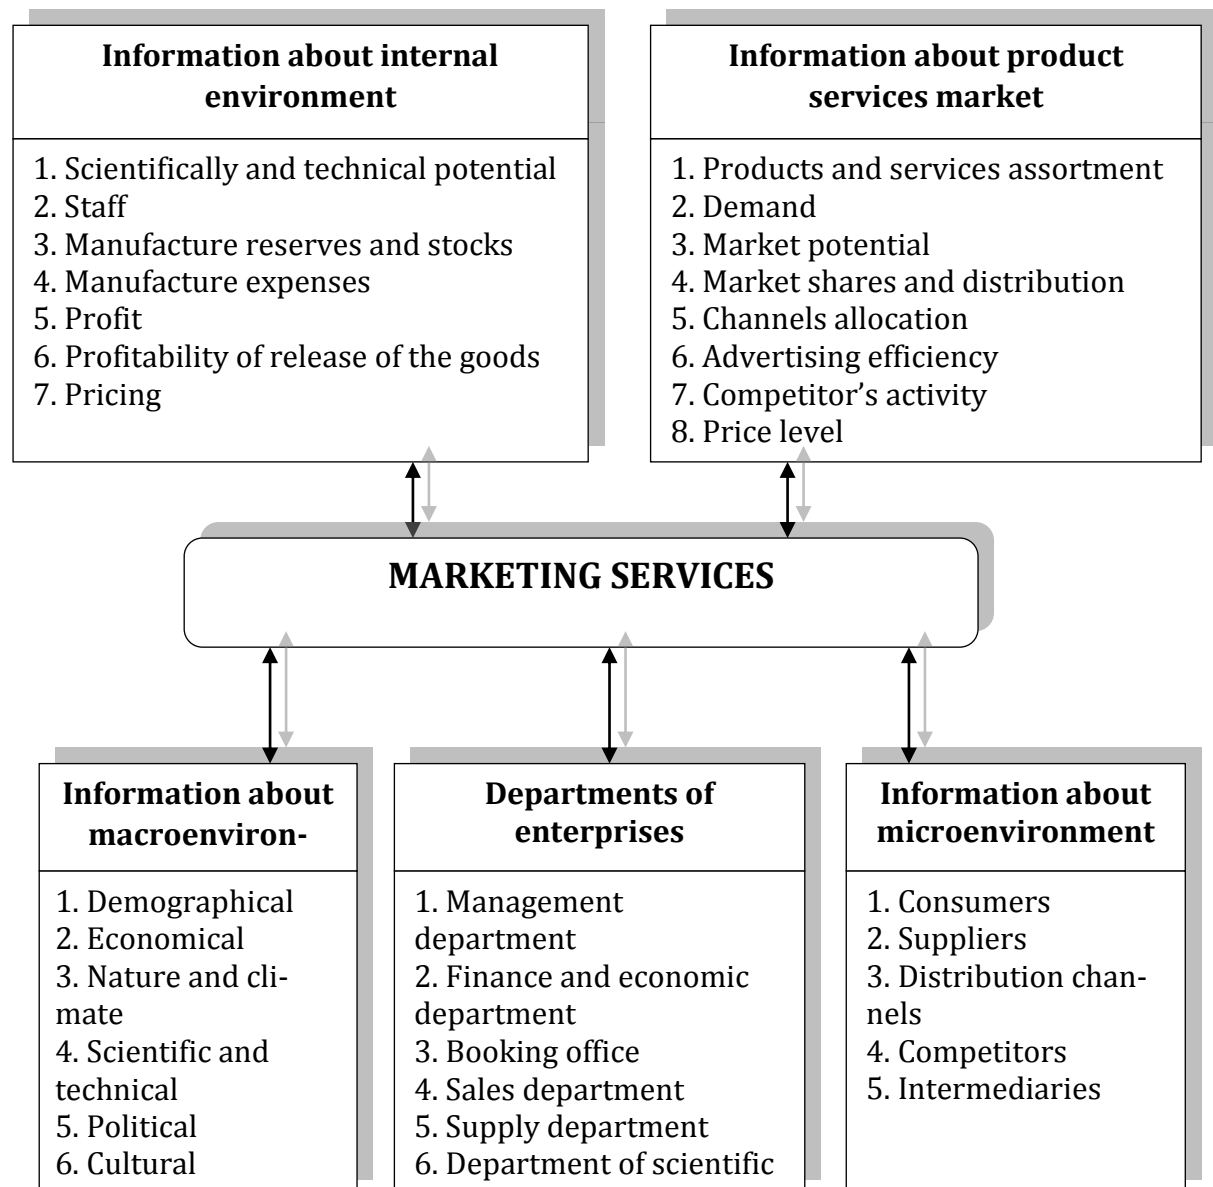 Information about internal
environment
1. Scientifically and technical potential
2. Staff
3. Manufacture reserves and stocks
4. Manufacture expenses
5. Profit
6. Profitability of release of the goods
7. Pricing
Information about product
services market
1. Products and services assortment
2. Demand
3. Market potential
4. Market shares and distribution
5. Channels allocation
6. Advertising efficiency
7. Competitor’s activity
8. Price level
MARKETING SERVICES
Information about
macroenviron-
1. Demographical
2. Economical
3. Nature and cli-
mate
4. Scientific and
technical
5. Political
6. Cultural
Departments of
enterprises
1. Management
department
2. Finance and economic
department
3. Booking office
4. Sales department
5. Supply department
6. Department of scientific
Information about
microenvironment
1. Consumers
2. Suppliers
3. Distribution chan-
nels
4. Competitors
5. Intermediaries